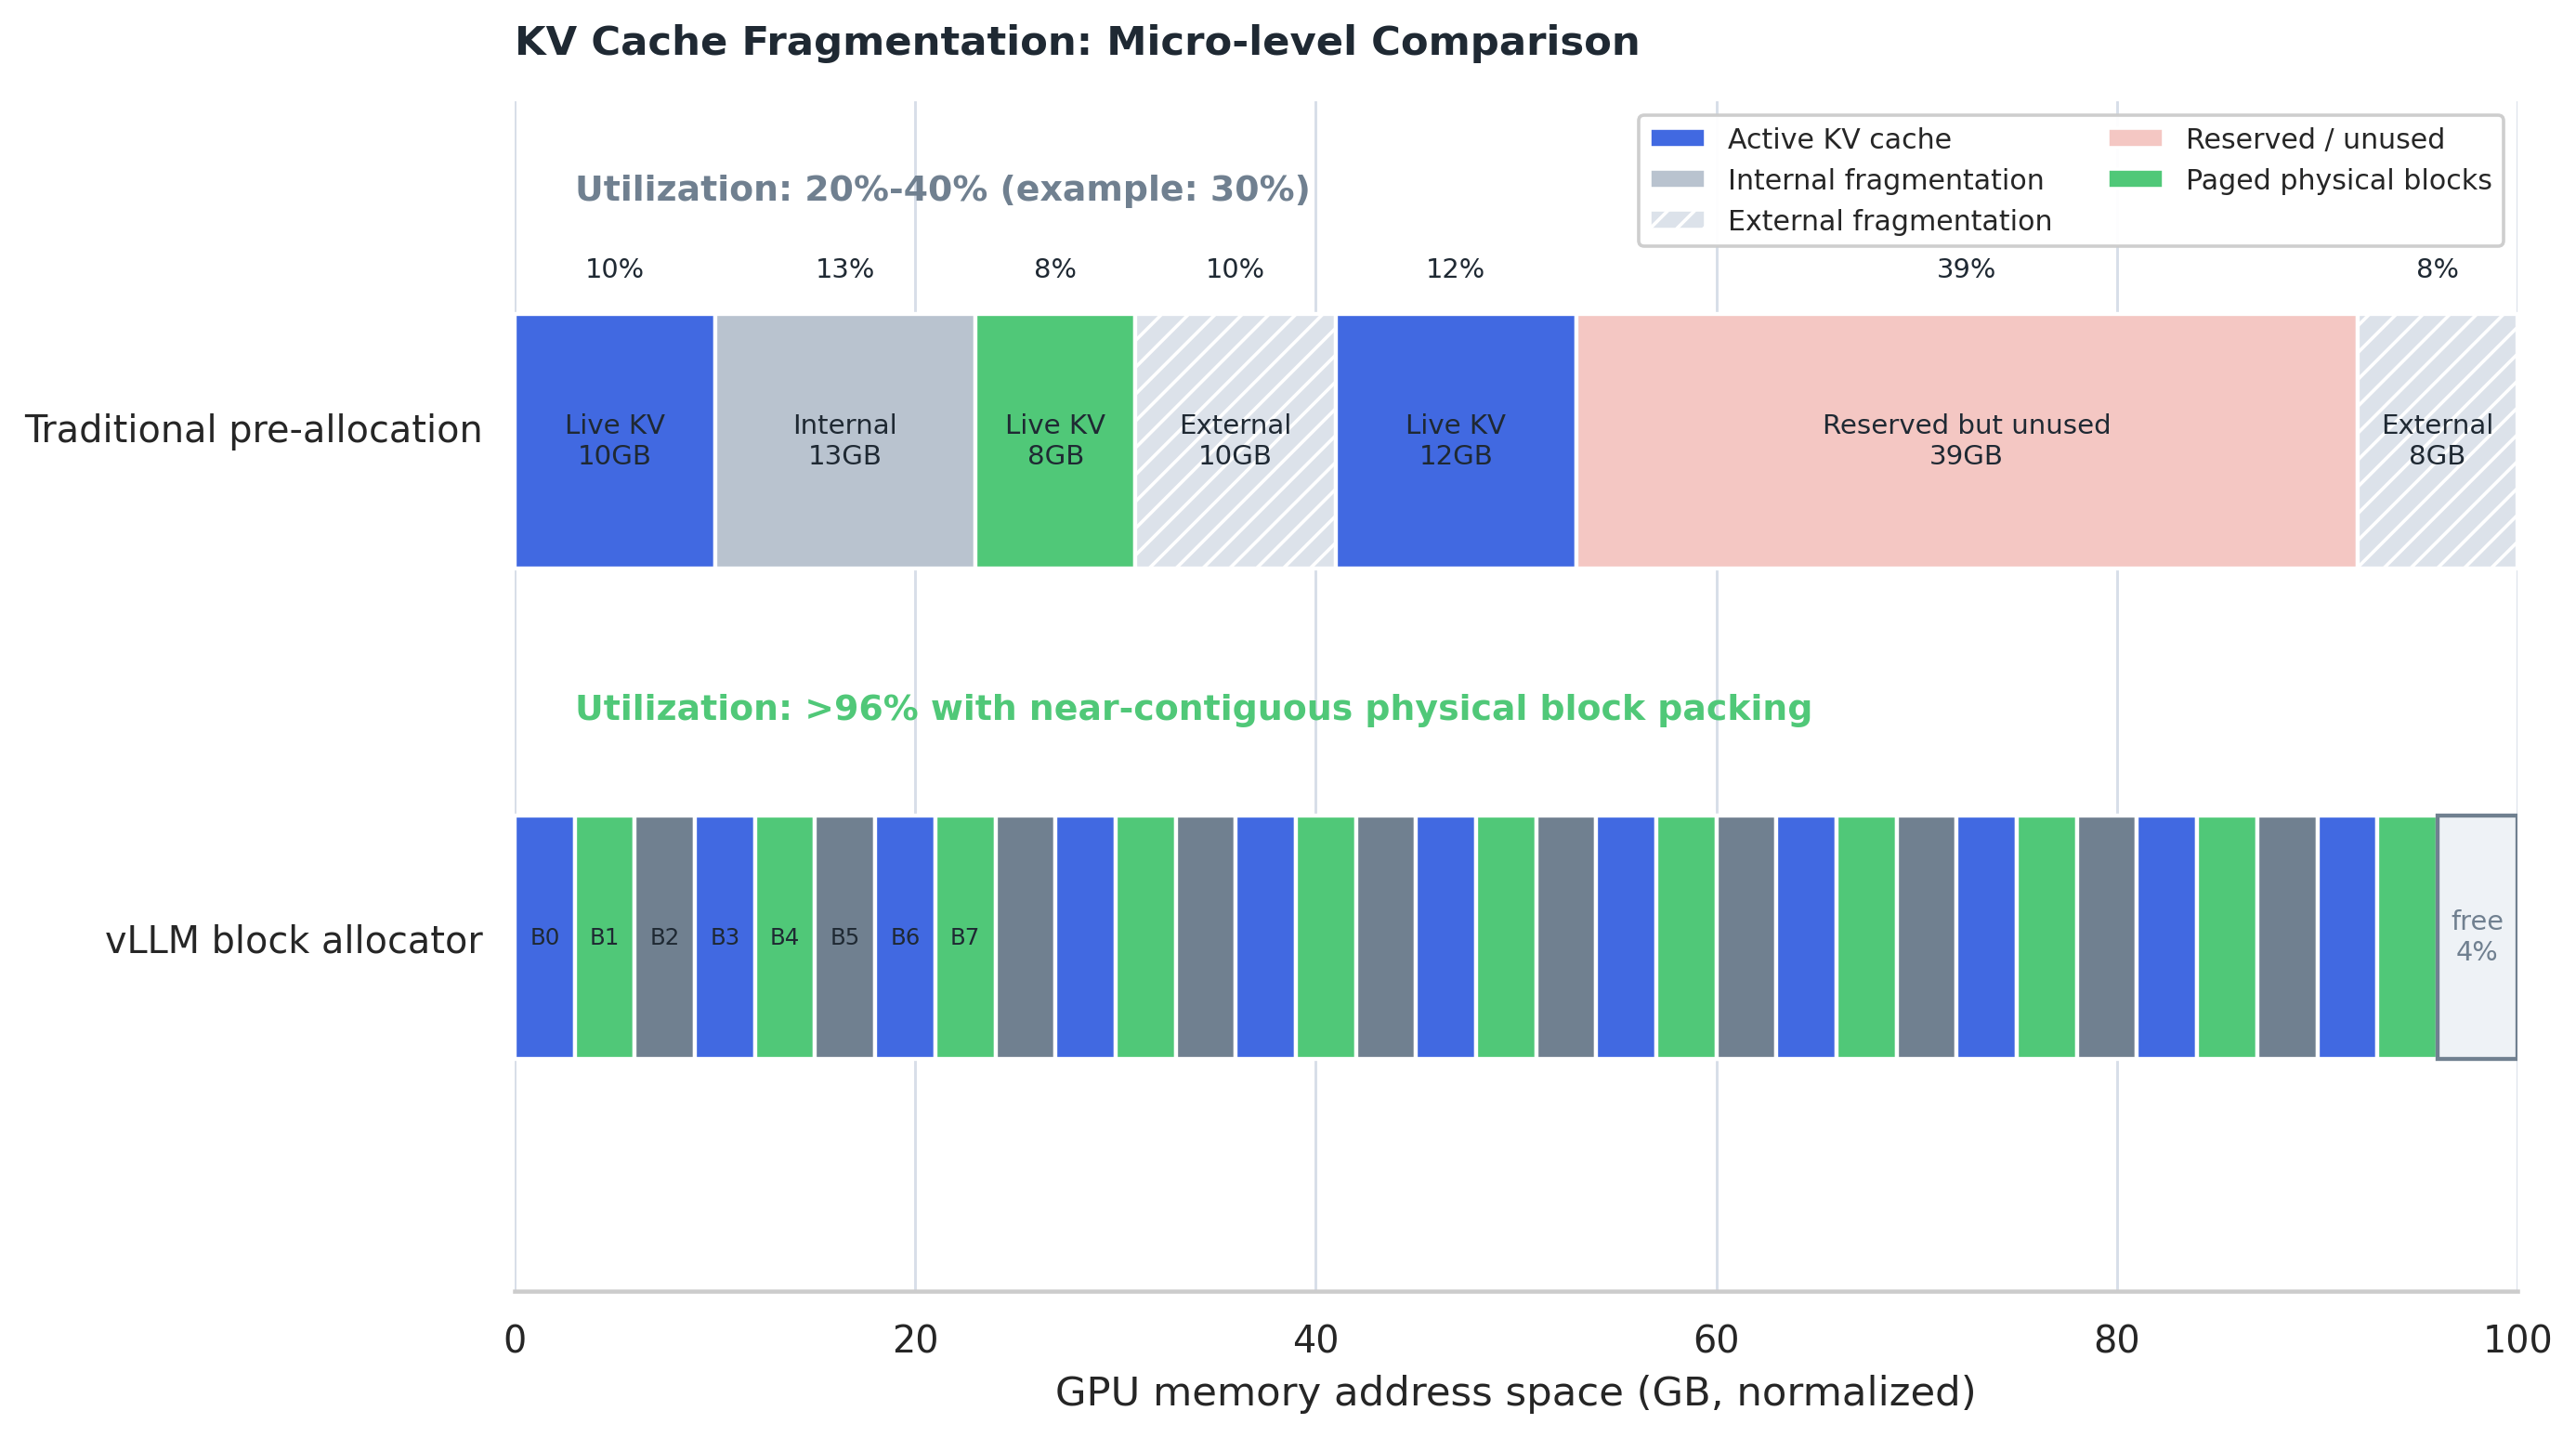 KV Cache Fragmentation: Micro-level Comparison
Active KV cache
Internal fragmentation
External fragmentation
Reserved / unused
Paged physical blocks
Utilization: 20%-40% (example: 30%)
10%
13%
8%
10%
12%
39%
8%
Traditional pre-allocation
Live KV
10GB
Internal
13GB
Live KV
8GB
External
10GB
Live KV
12GB
Reserved but unused
39GB
External
8GB
Utilization: >96% with near-contiguous physical block packing
vLLM block allocator
B0
B1
B2
B3
B4
B5
B6
B7
free
4%
0
20
40
60
80
100
GPU memory address space (GB, normalized)